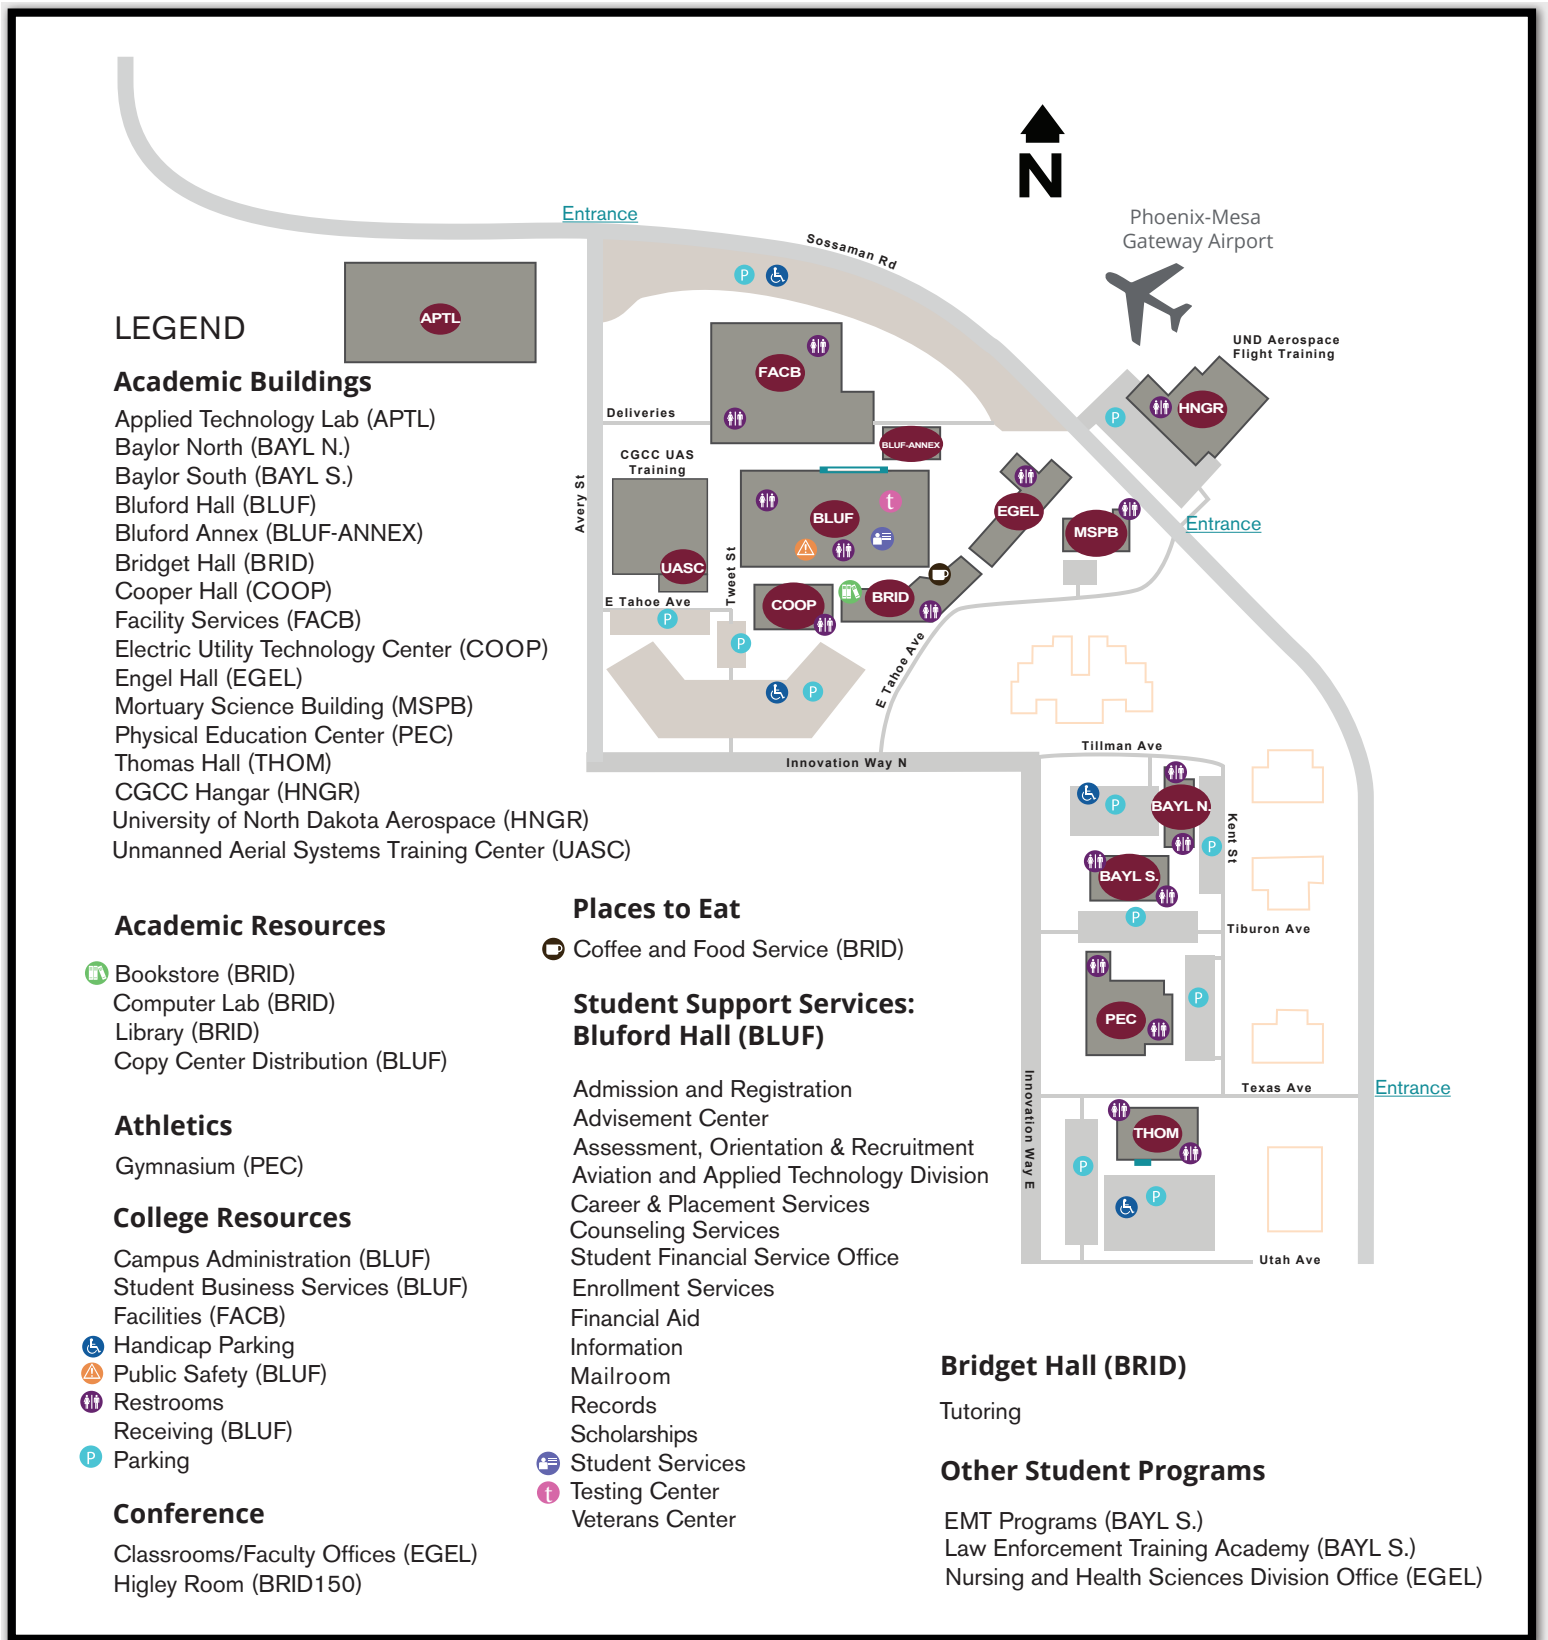 N
Phoenix-Mesa
Gateway Airport
Entrance
Sossaman Rd
UND Aerospace
Flight Training
APTL
FACB
P
HNGR
P
Deliveries
BLUF-ANNEX
CGCC UAS
Training
Avery St
BLUF
t
EGEL
MSPB
Entrance
UASC
Tweet St
E Tahoe Ave
COOP
BRID
P
P
P
E Tahoe Ave
Innovation Way N
Tillman Ave
BAYL N.
P
Kent St
P
BAYL S.
P
Tiburon Ave
PEC
P
Innovation Way E
Texas Ave
Entrance
THOM
P
P
Utah Ave
LEGEND
Academic Buildings
Applied Technology Lab (APTL)
Baylor North (BAYL N.)
Baylor South (BAYL S.)
Bluford Hall (BLUF)
Bluford Annex (BLUF-ANNEX)
Bridget Hall (BRID)
Cooper Hall (COOP)
Facility Services (FACB)
Electric Utility Technology Center (COOP)
Engel Hall (EGEL)
Mortuary Science Building (MSPB)
Physical Education Center (PEC)
Thomas Hall (THOM)
CGCC Hangar (HNGR)
University of North Dakota Aerospace (HNGR)
Unmanned Aerial Systems Training Center (UASC)
Academic Resources
Bookstore (BRID)
Computer Lab (BRID)
Library (BRID)
Copy Center Distribution (BLUF)
Athletics
Gymnasium (PEC)
College Resources
Campus Administration (BLUF)
Student Business Services (BLUF)
Facilities (FACB)
Handicap Parking
Public Safety (BLUF)
Restrooms
Receiving (BLUF)
P Parking
Conference
Classrooms/Faculty Offices (EGEL)
Higley Room (BRID150)
Places to Eat
Coffee and Food Service (BRID)
Student Support Services:
Bluford Hall (BLUF)
Admission and Registration
Advisement Center
Assessment, Orientation & Recruitment
Aviation and Applied Technology Division
Career & Placement Services
Counseling Services
Student Financial Service Office
Enrollment Services
Financial Aid
Information
Mailroom
Records
Scholarships
Student Services
t Testing Center
Veterans Center
Bridget Hall (BRID)
Tutoring
Other Student Programs
EMT Programs (BAYL S.)
Law Enforcement Training Academy (BAYL S.)
Nursing and Health Sciences Division Office (EGEL)